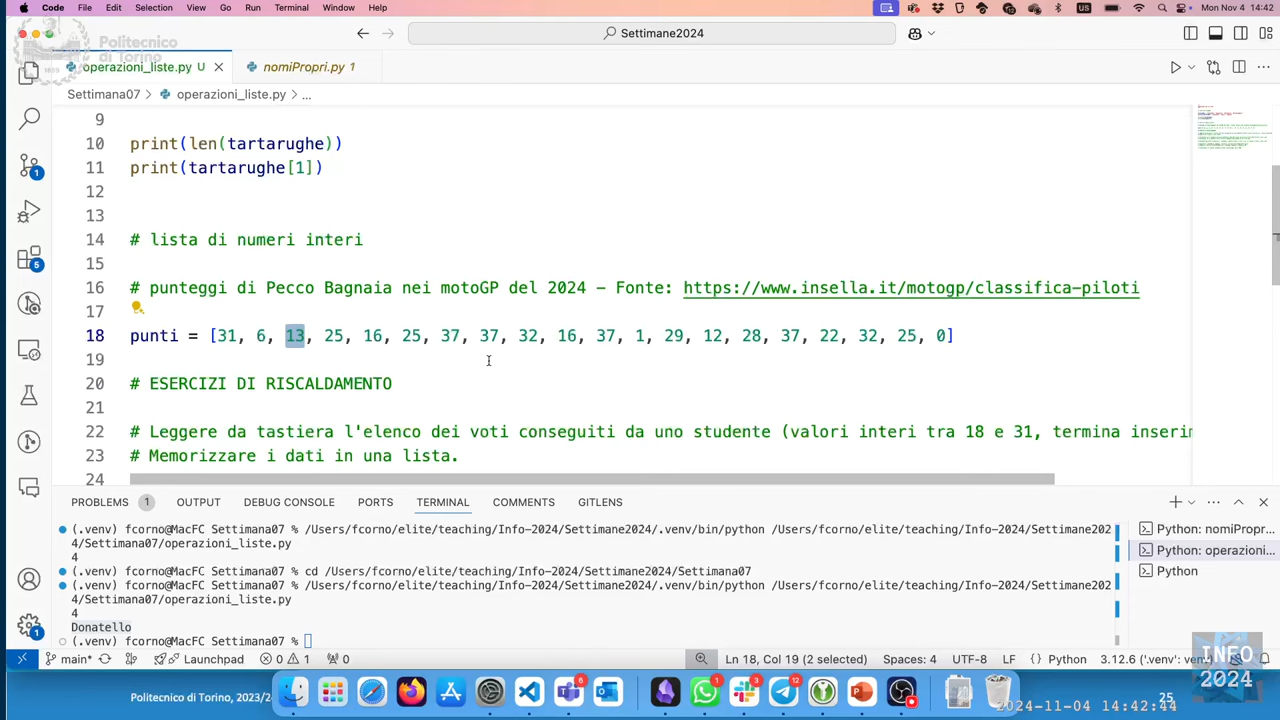 Code File Edit Selection View Go Run Terminal Window Help US Mon Nov 4 14:42
Politecnico
di Torino
Settimane2024
operazioni_liste.py U
nomiPropri.py 1
Settimana07 > operazioni_liste.py > ...
9
10 print(len(tartarughe))
11 print(tartarughe[1])
12
13
14 # lista di numeri interi
15
16 # punteggi di Pecco Bagnaia nei motoGP del 2024 – Fonte: https://www.insella.it/motogp/classifica-piloti
17
18 punti = [31, 6, 13, 25, 16, 25, 37, 37, 32, 16, 37, 1, 29, 12, 28, 37, 22, 32, 25, 0]
19
20 # ESERCIZI DI RISCALDAMENTO
21
22 # Leggere da tastiera l'elenco dei voti conseguiti da uno studente (valori interi tra 18 e 31, termina inserim
23 # Memorizzare i dati in una lista.
24
PROBLEMS 1 OUTPUT DEBUG CONSOLE PORTS TERMINAL COMMENTS GITLENS
(.venv) fcorno@MacFC Settimana07 % /Users/fcorno/elite/teaching/Info-2024/Settimane2024/.venv/bin/python /Users/fcorno/elite/teaching/Info-2024/Settimane202
4/Settimana07/operazioni_liste.py
4
(.venv) fcorno@MacFC Settimana07 % cd /Users/fcorno/elite/teaching/Info-2024/Settimane2024/Settimana07
(.venv) fcorno@MacFC Settimana07 % /Users/fcorno/elite/teaching/Info-2024/Settimane2024/.venv/bin/python /Users/fcorno/elite/teaching/Info-2024/Settimane202
4/Settimana07/operazioni_liste.py
4
Donatello
(.venv) fcorno@MacFC Settimana07 %
Python: nomiPropr...
Python: operazioni...
Python
main* Launchpad 0 1 0 Ln 18, Col 19 (2 selected) Spaces: 4 UTF-8 LF Python 3.12.6 ('.venv': venv)
INFO
2024
Politecnico di Torino, 2023/2
25
2024-11-04 14:42:44